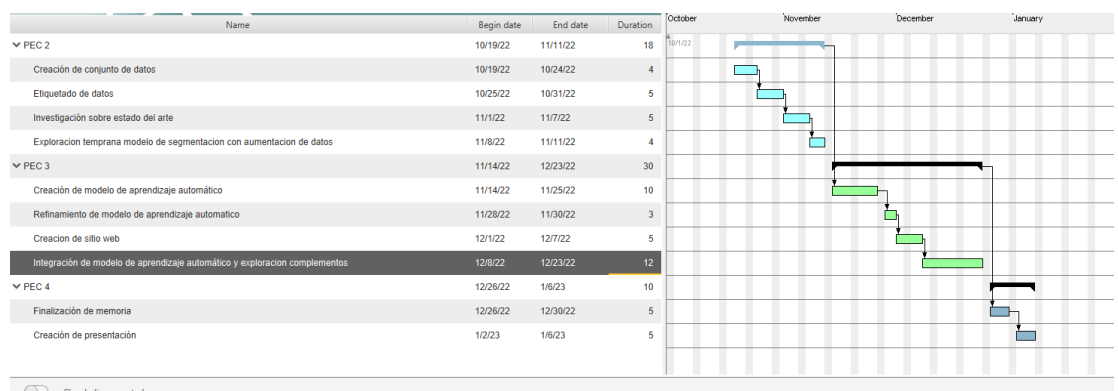 Name Begin date End date Duration October November December January
10/1/22
PEC 2 10/19/22 11/11/22 18
Creación de conjunto de datos 10/19/22 10/24/22 4
Etiquetado de datos 10/25/22 10/31/22 5
Investigación sobre estado del arte 11/1/22 11/7/22 5
Exploracion temprana modelo de segmentacion con aumentacion de datos 11/8/22 11/11/22 4
PEC 3 11/14/22 12/23/22 30
Creación de modelo de aprendizaje automático 11/14/22 11/25/22 10
Refinamiento de modelo de aprendizaje automatico 11/28/22 11/30/22 3
Creacion de sitio web 12/1/22 12/7/22 5
Integración de modelo de aprendizaje automático y exploracion complementos 12/8/22 12/23/22 12
PEC 4 12/26/22 1/6/23 10
Finalización de memoria 12/26/22 12/30/22 5
Creación de presentación 1/2/23 1/6/23 5